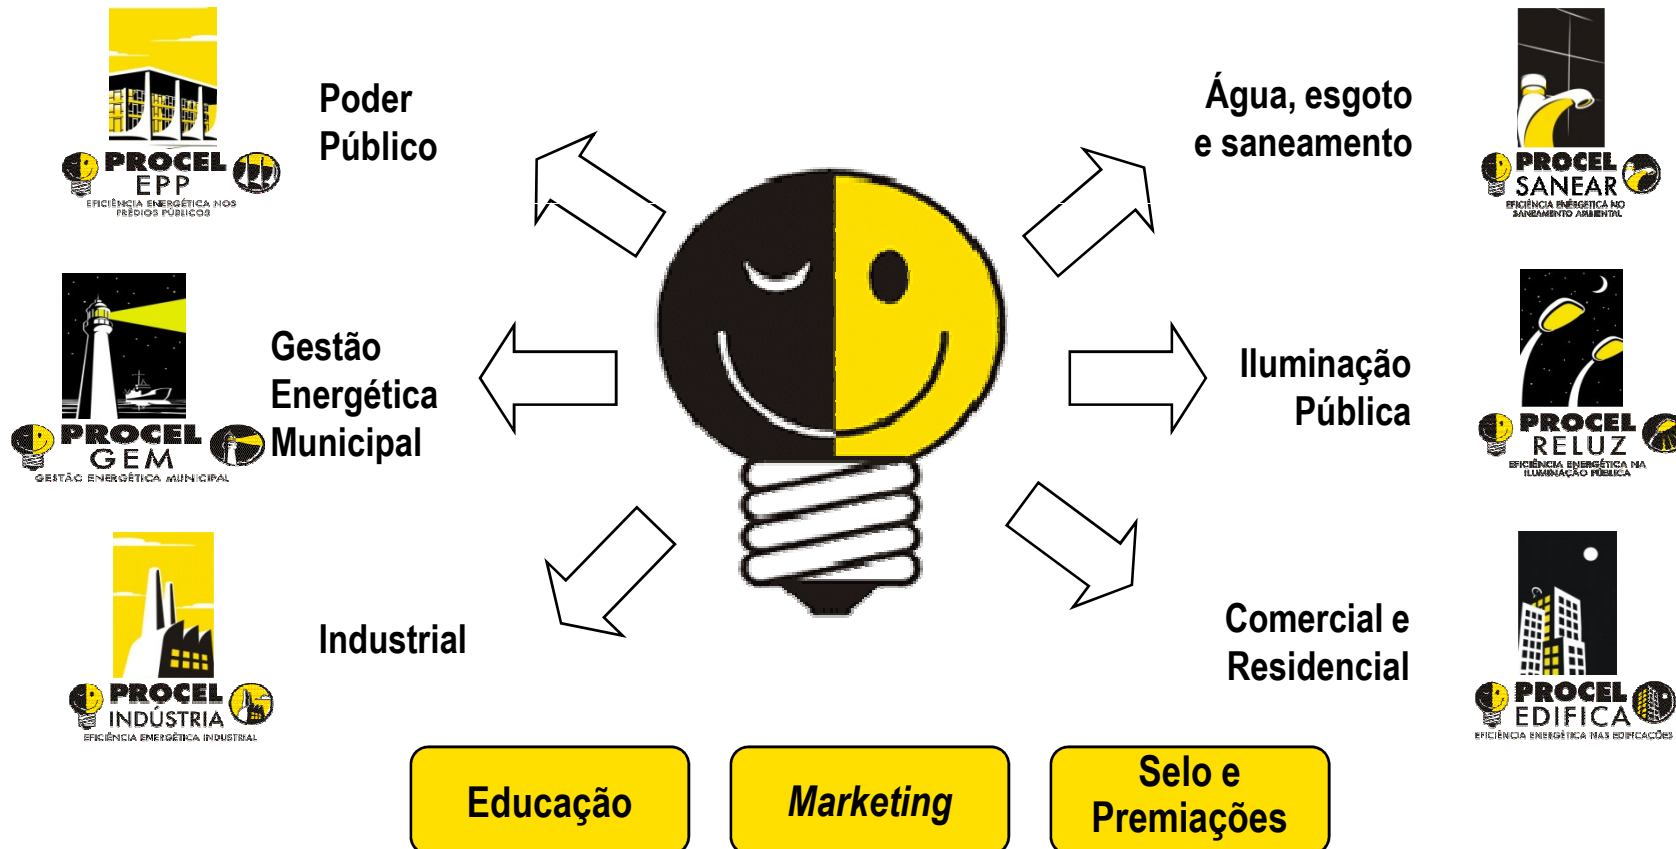 Poder
Público
PROCEL
EPP
EFICIÊNCIA ENERGÉTICA NOS
PRÉDIOS PÚBLICOS
Água, esgoto
e saneamento
PROCEL
SANEAR
EFICIÊNCIA ENERGÉTICA NO
SANEAMENTO AMBIENTAL
Gestão
Energética
Municipal
PROCEL
GEM
GESTÃO ENERGÉTICA MUNICIPAL
Iluminação
Pública
PROCEL
RELUZ
EFICIÊNCIA ENERGÉTICA NA
ILUMINAÇÃO PÚBLICA
Industrial
PROCEL
INDÚSTRIA
EFICIÊNCIA ENERGÉTICA INDUSTRIAL
Comercial e
Residencial
PROCEL
EDIFICA
EFICIÊNCIA ENERGÉTICA NAS EDIFICAÇÕES
Educação
Marketing
Selo e
Premiações